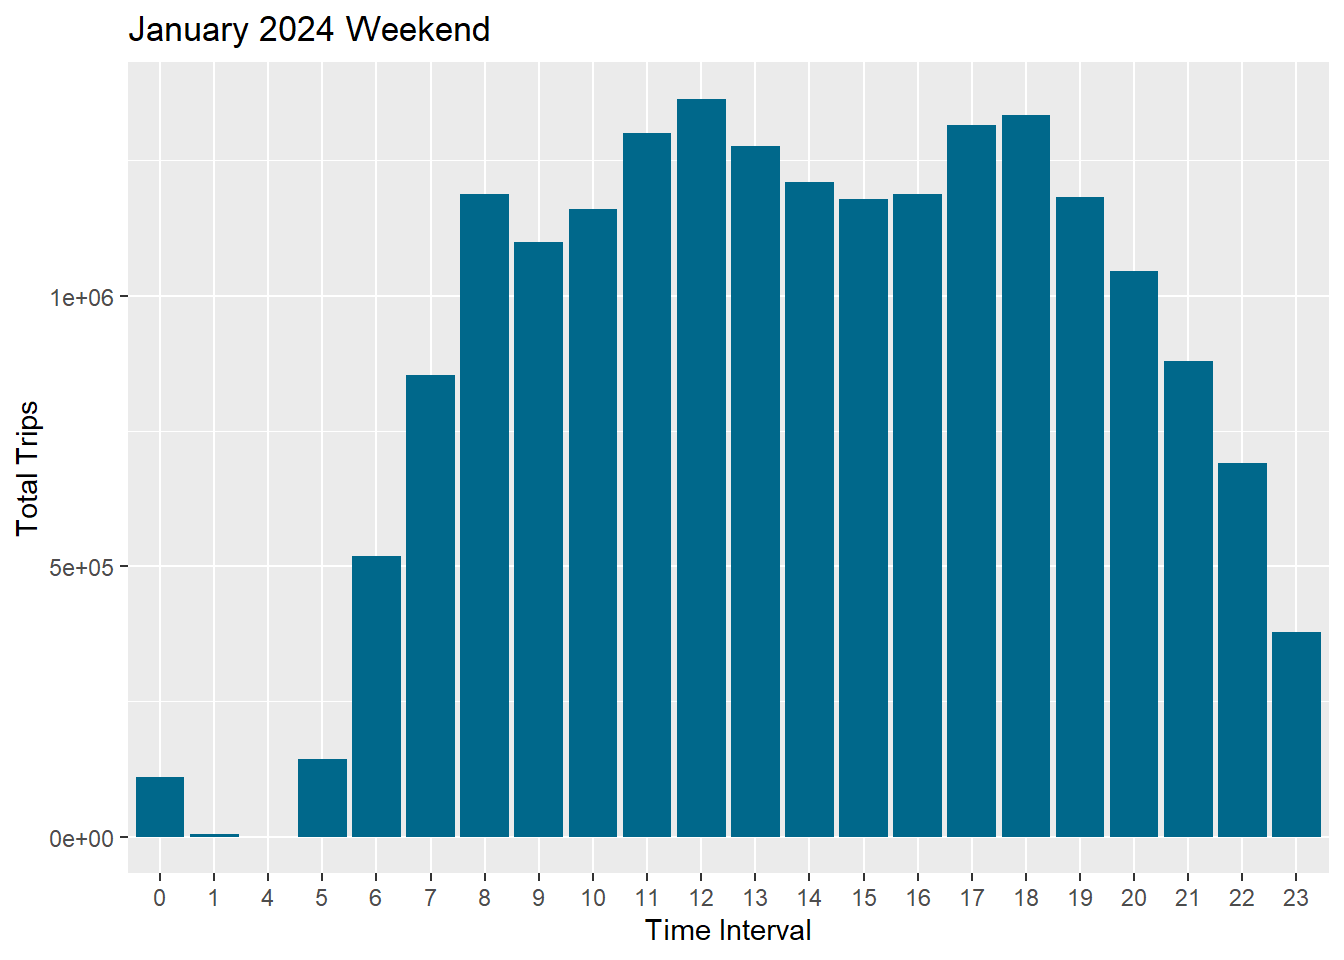 January 2024 Weekend
Total Trips
1e+06
5e+05
0e+00
0 1 4 5 6 7 8 9 10 11 12 13 14 15 16 17 18 19 20 21 22 23
Time Interval